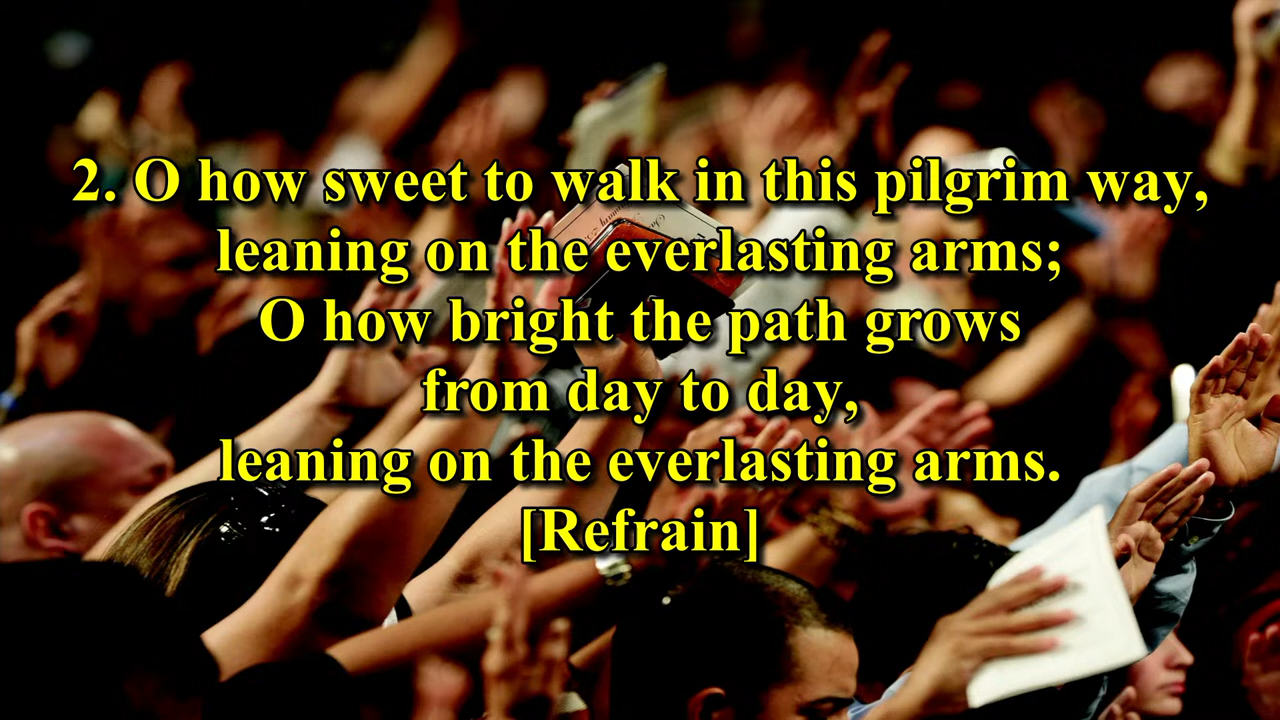 2. O how sweet to walk in this pilgrim way,
leaning on the everlasting arms;
O how bright the path grows
from day to day,
leaning on the everlasting arms.
[Refrain]